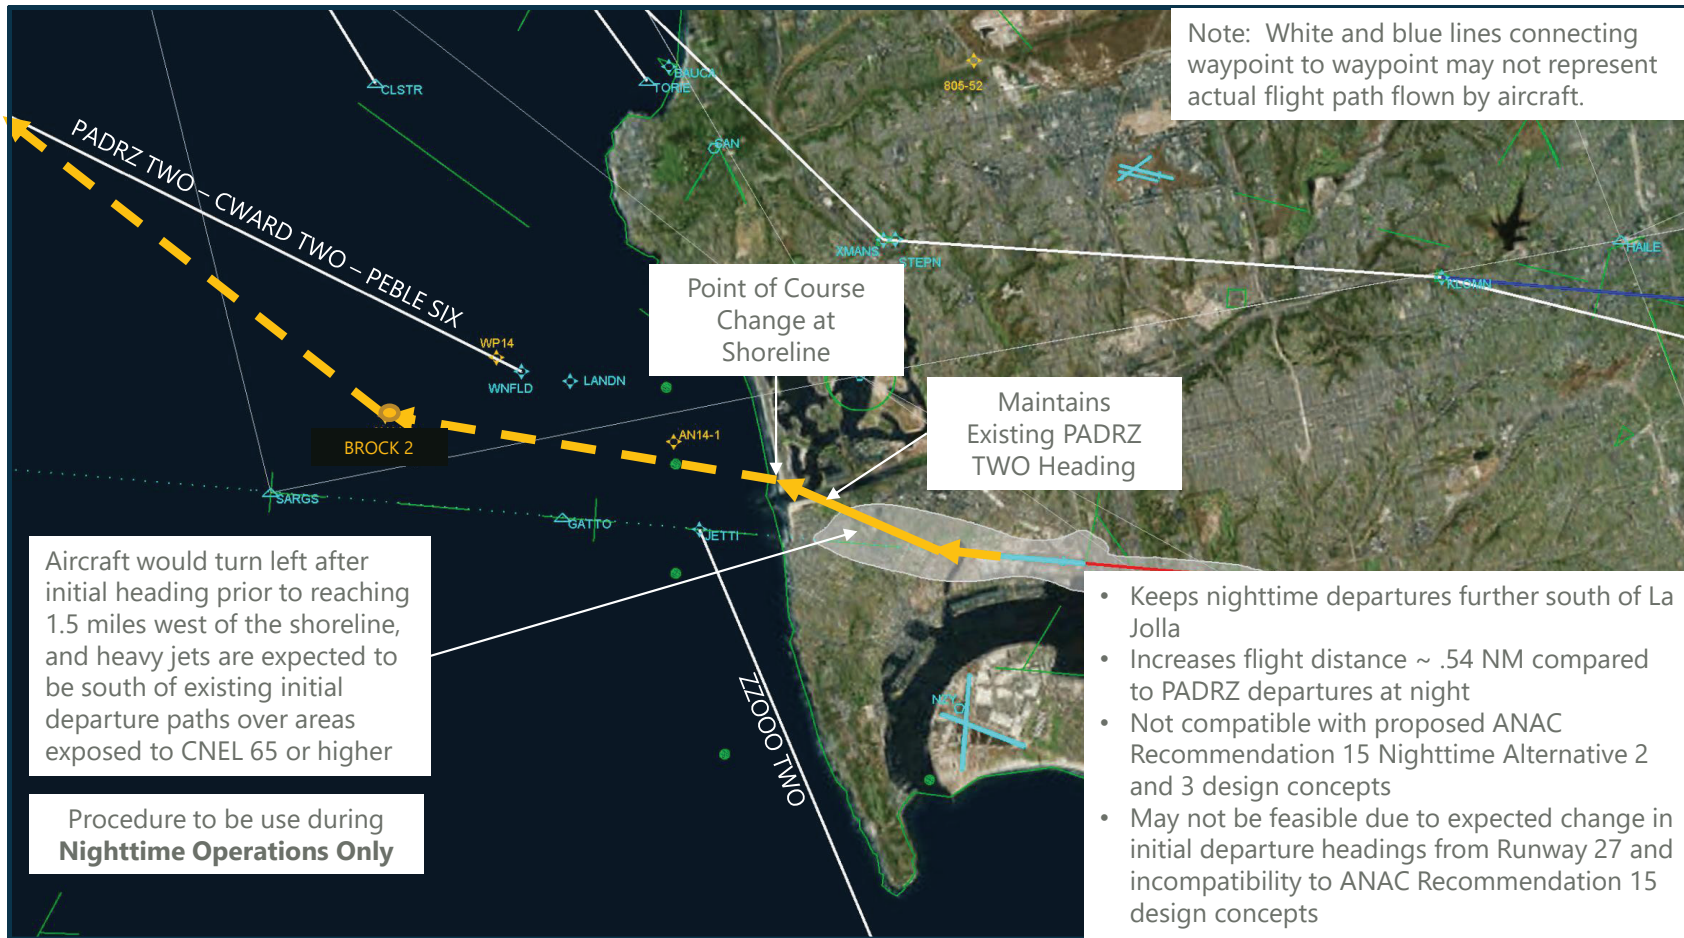 Note:  White and blue lines connecting
waypoint to waypoint may not represent
actual flight path flown by aircraft.
BAUCA
TORIE
CLSTR
805-52
SAN
PADRZ TWO – CWARD TWO – PEBLE SIX
XMANS
STEPN
HAILE
KLOMN
Point of Course
Change at
Shoreline
WP14
WNFLD
LANDN
Maintains
Existing PADRZ
TWO Heading
AN14-1
BROCK 2
SARGS
GATTO
JETTI
Aircraft would turn left after
initial heading prior to reaching
1.5 miles west of the shoreline,
and heavy jets are expected to
be south of existing initial
departure paths over areas
exposed to CNEL 65 or higher
Procedure to be use during
Nighttime Operations Only
ZZOOO TWO
NZY
• Keeps nighttime departures further south of La
Jolla
• Increases flight distance ~ .54 NM compared
to PADRZ departures at night
• Not compatible with proposed ANAC
Recommendation 15 Nighttime Alternative 2
and 3 design concepts
• May not be feasible due to expected change in
initial departure headings from Runway 27 and
incompatibility to ANAC Recommendation 15
design concepts